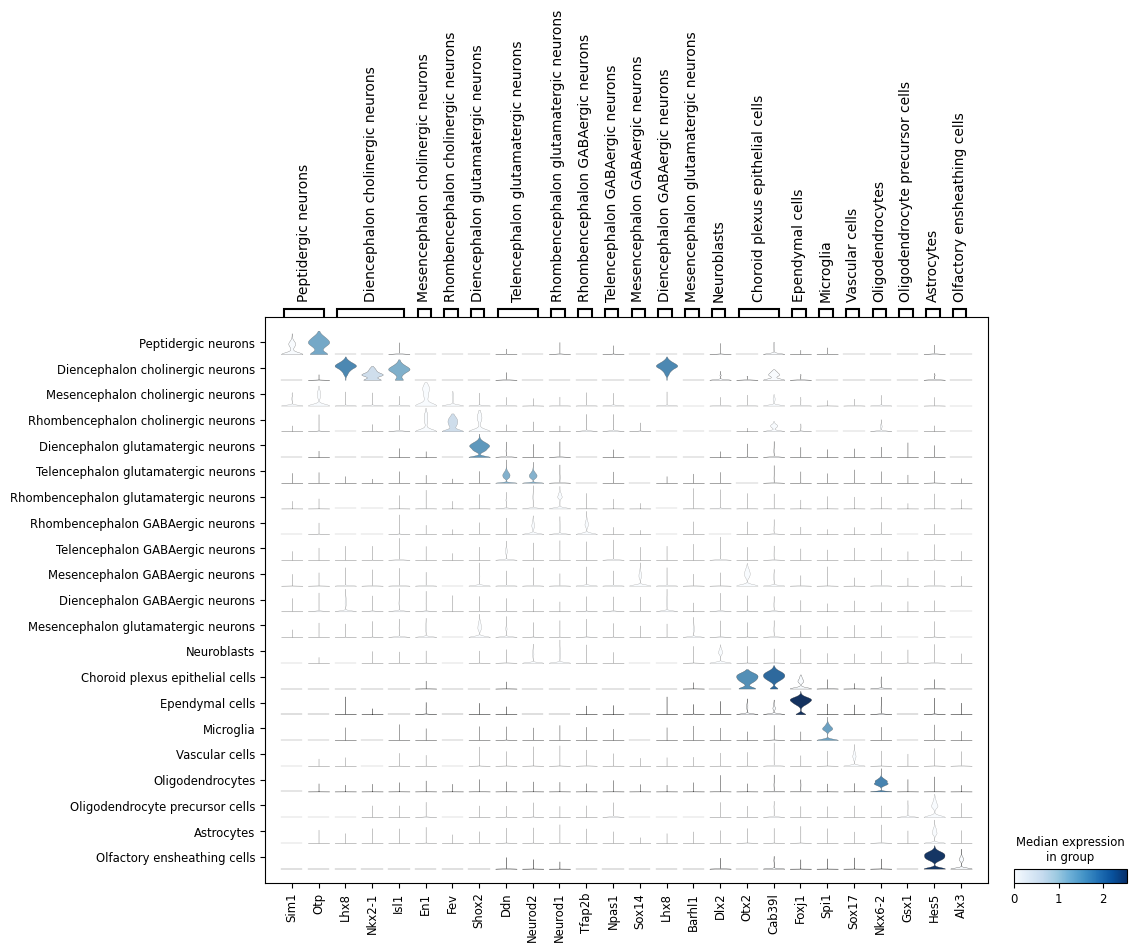 Peptidergic neurons
Diencephalon cholinergic neurons
Mesencephalon cholinergic neurons
Rhombencephalon cholinergic neurons
Diencephalon glutamatergic neurons
Telencephalon glutamatergic neurons
Rhombencephalon glutamatergic neurons
Rhombencephalon GABAergic neurons
Telencephalon GABAergic neurons
Mesencephalon GABAergic neurons
Diencephalon GABAergic neurons
Mesencephalon glutamatergic neurons
Neuroblasts
Choroid plexus epithelial cells
Ependymal cells
Microglia
Vascular cells
Oligodendrocytes
Oligodendrocyte precursor cells
Astrocytes
Olfactory ensheathing cells
Peptidergic neurons
Diencephalon cholinergic neurons
Mesencephalon cholinergic neurons
Rhombencephalon cholinergic neurons
Diencephalon glutamatergic neurons
Telencephalon glutamatergic neurons
Rhombencephalon glutamatergic neurons
Rhombencephalon GABAergic neurons
Telencephalon GABAergic neurons
Mesencephalon GABAergic neurons
Diencephalon GABAergic neurons
Mesencephalon glutamatergic neurons
Neuroblasts
Choroid plexus epithelial cells
Ependymal cells
Microglia
Vascular cells
Oligodendrocytes
Oligodendrocyte precursor cells
Astrocytes
Olfactory ensheathing cells
Sim1
Otp
Lhx8
Nkx2-1
Isl1
En1
Fev
Shox2
Ddn
Neurod2
Neurod1
Tfap2b
Npas1
Sox14
Lhx8
Barhl1
Dlx2
Otx2
Cab39l
Foxj1
Spi1
Sox17
Nkx6-2
Gsx1
Hes5
Alx3
Median expression
in group
0 1 2